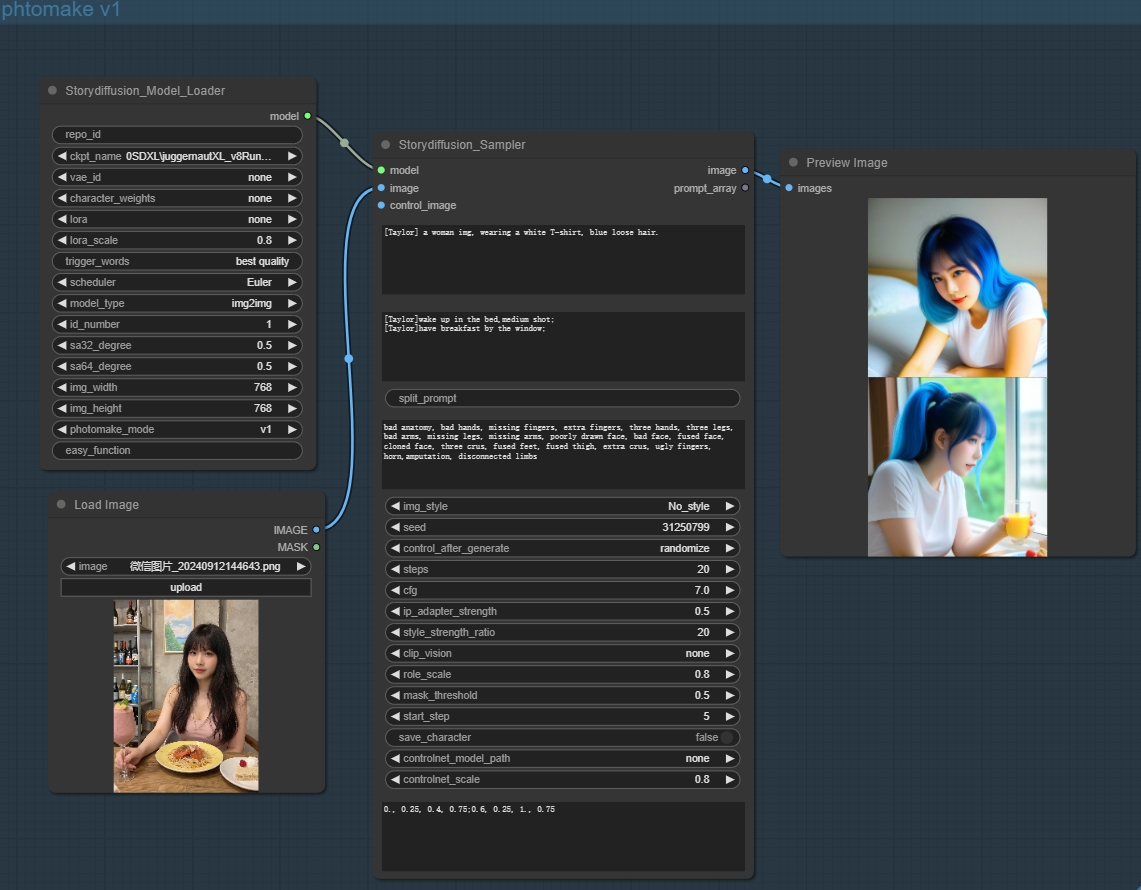 phtomake v1
Storydiffusion_Model_Loader
model
repo_id
ckpt_name 0SDXL\juggernautXL_v8Run...
vae_id none
character_weights none
lora none
lora_scale 0.8
trigger_words best quality
scheduler Euler
model_type img2img
id_number 1
sa32_degree 0.5
sa64_degree 0.5
img_width 768
img_height 768
photomake_mode v1
easy_function
Load Image
IMAGE
MASK
image 微信图片_20240912144643.png
upload
Storydiffusion_Sampler
model image
image prompt_array
control_image
[Taylor] a woman img, wearing a white T-shirt, blue loose hair.
[Taylor]wake up in the bed,medium shot;
[Taylor]have breakfast by the window;
split_prompt
bad anatomy, bad hands, missing fingers, extra fingers, three hands, three legs,
bad arms, missing legs, missing arms, poorly drawn face, bad face, fused face,
cloned face, three crus, fused feet, fused thigh, extra crus, ugly fingers,
horn,amputation, disconnected limbs
img_style No_style
seed 31250799
control_after_generate randomize
steps 20
cfg 7.0
ip_adapter_strength 0.5
style_strength_ratio 20
clip_vision none
role_scale 0.8
mask_threshold 0.5
start_step 5
save_character false
controlnet_model_path none
controlnet_scale 0.8
0., 0.25, 0.4, 0.75;0.6, 0.25, 1., 0.75
Preview Image
images